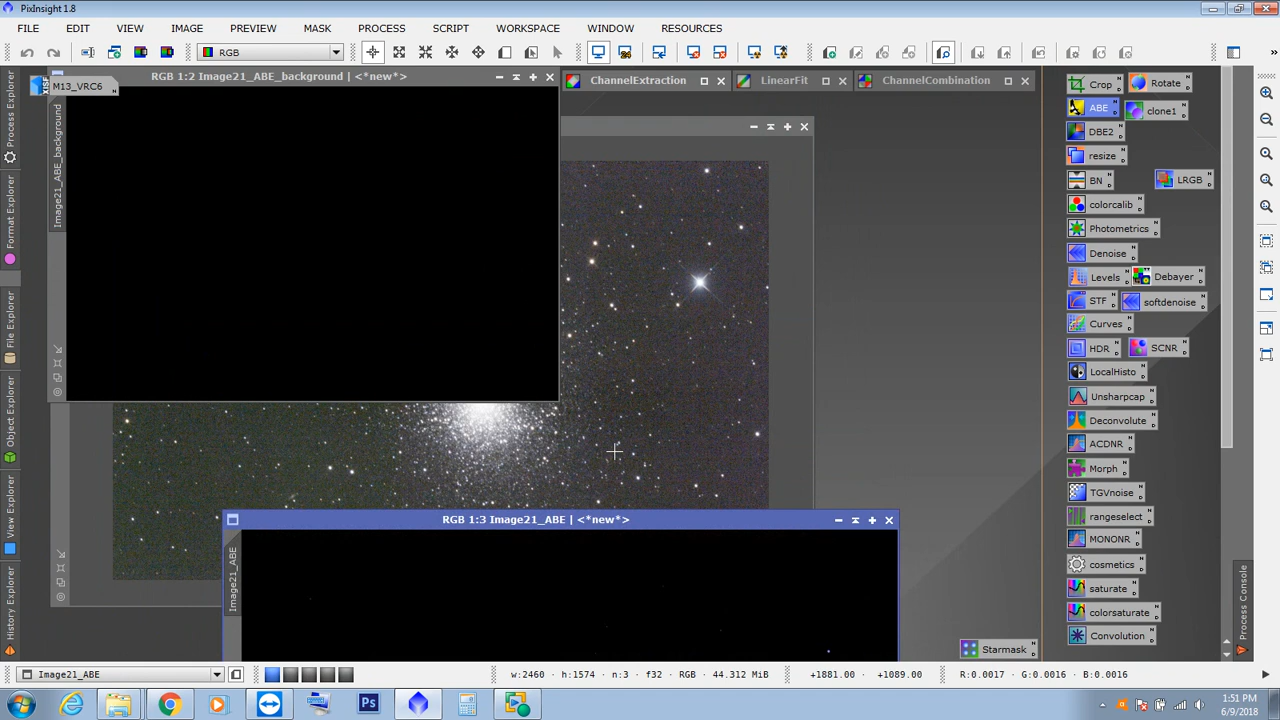 PixInsight 1.8
FILE EDIT VIEW IMAGE PREVIEW MASK PROCESS SCRIPT WORKSPACE WINDOW RESOURCES
RGB
RGB 1:2 Image21_ABE_background | <*new*>
M13_VRC6
ChannelExtraction
LinearFit
ChannelCombination
Image21_ABE_background
RGB 1:3 Image21_ABE | <*new*>
Image21_ABE
Process Explorer
Format Explorer
File Explorer
Object Explorer
View Explorer
History Explorer
Crop N D
Rotate N D
ABE N D
clone1 N D
DBE2 N D
resize N D
BN N D
LRGB N D
colorcalib N D
Photometrics N D
Denoise N D
Levels N D
Debayer N D
STF N D
softdenoise N D
Curves N D
HDR N D
SCNR N D
LocalHisto N D
Unsharpcap N D
Deconvolute N D
ACDNR N D
Morph N D
TGVnoise N D
rangeselect N D
MONONR N D
cosmetics N D
saturate N D
colorsaturate N D
Convolution N D
Starmask N D
Process Console
Image21_ABE
w:2460 h:1574 n:3 f32 RGB 44.312 MiB
+1881.00 +1089.00
R:0.0017 G:0.0016 B:0.0016
Ps
1:51 PM
6/9/2018